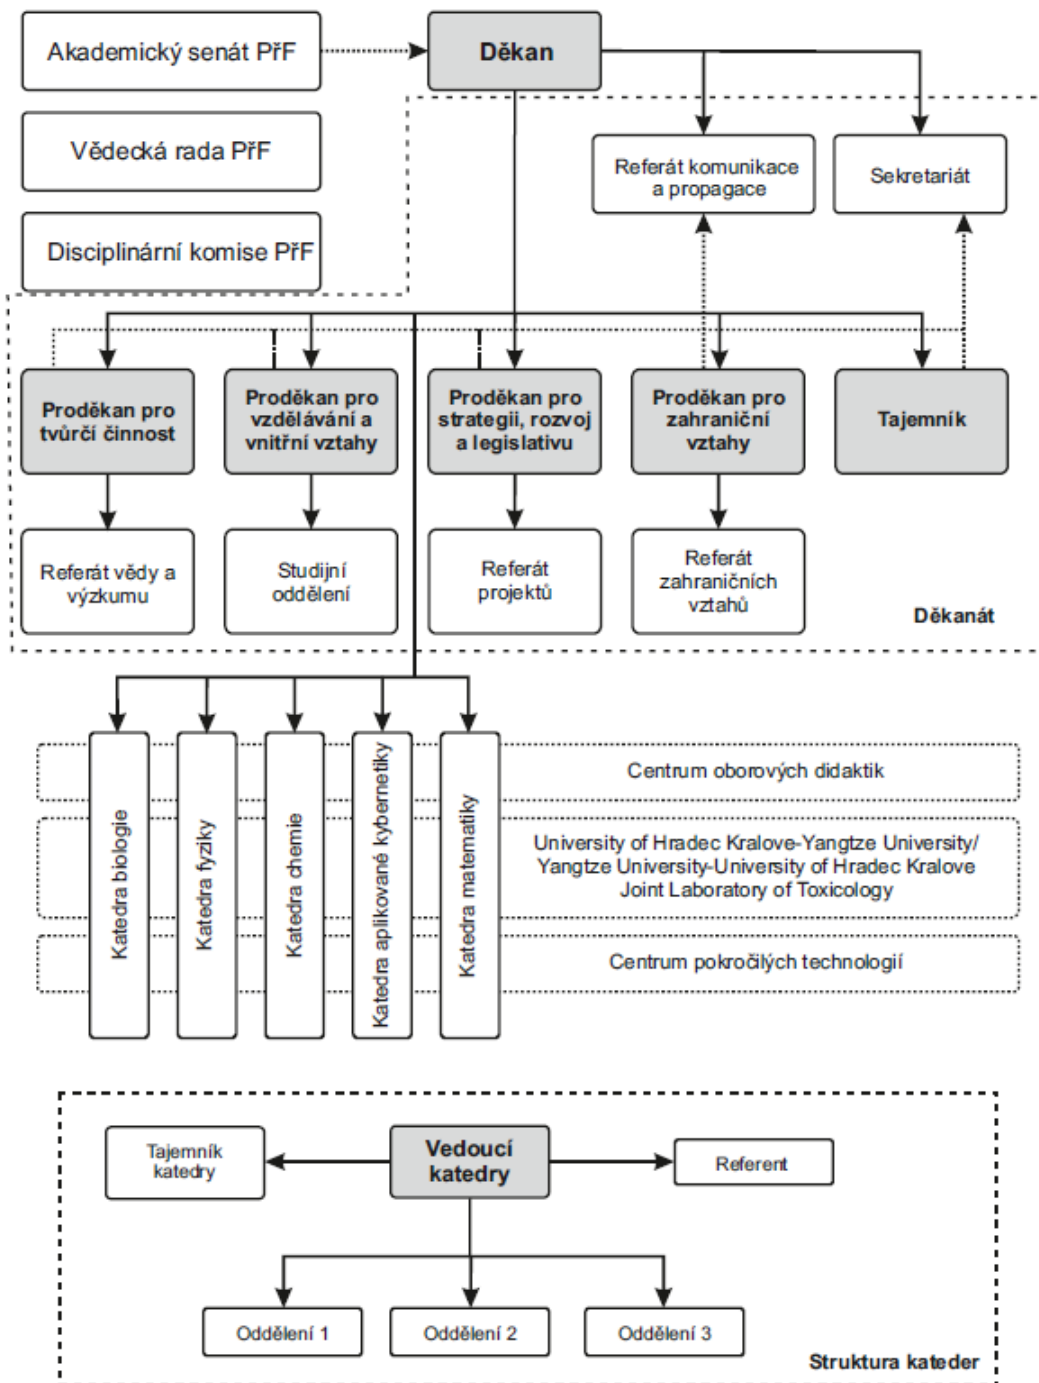 Akademický senát PřF
Děkan
Vědecká rada PřF
Referát komunikace
a propagace
Sekretariát
Disciplinární komise PřF
Proděkan pro
tvůrčí činnost
Proděkan pro
vzdělávání a
vnitřní vztahy
Proděkan pro
strategii, rozvoj
a legislativu
Proděkan pro
zahraniční
vztahy
Tajemník
Referát vědy a
výzkumu
Studijní
oddělení
Referát
projektů
Referát
zahraničních
vztahů
Děkanát
Katedra biologie
Katedra fyziky
Katedra chemie
Katedra aplikované kybernetiky
Katedra matematiky
Centrum oborových didaktik
University of Hradec Kralove-Yangtze University/
Yangtze University-University of Hradec Kralove
Joint Laboratory of Toxicology
Centrum pokročilých technologií
Tajemník
katedry
Vedoucí
katedry
Referent
Oddělení 1
Oddělení 2
Oddělení 3
Struktura kateder